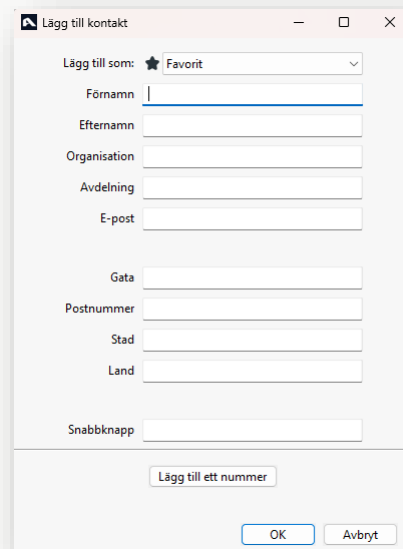 Lägg till kontakt
Lägg till som: Favorit
Förnamn
Efternamn
Organisation
Avdelning
E-post
Gata
Postnummer
Stad
Land
Snabbknapp
Lägg till ett nummer
OK Avbryt